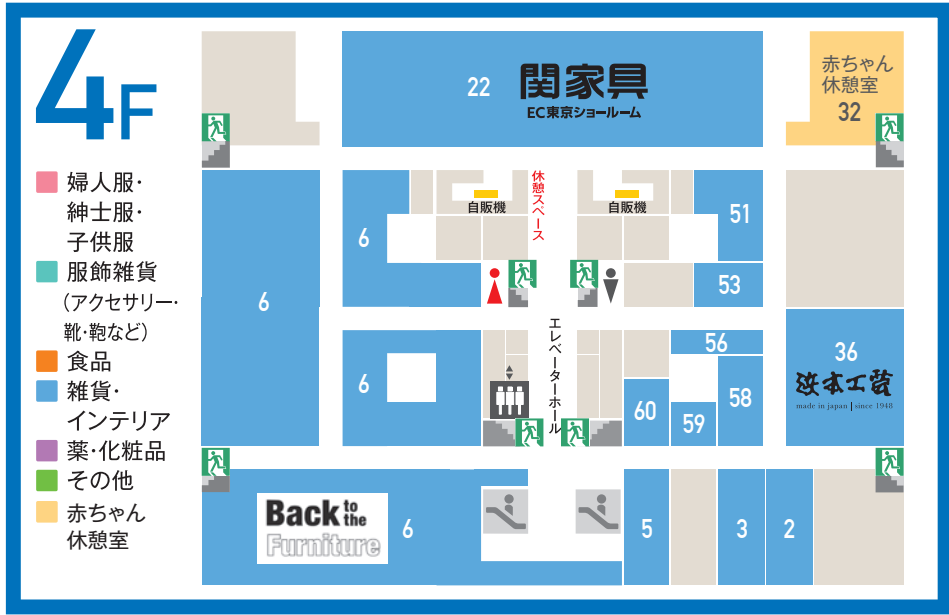 4F
婦人服・
紳士服・
子供服
服飾雑貨
(アクセサリー・
靴・鞄など)
食品
雑貨・
インテリア
薬・化粧品
その他
赤ちゃん
休憩室
22
関家具
EC東京ショールーム
赤ちゃん
休憩室
32
自販機
休憩スペース
自販機
6
51
6
53
エレベーターホール
6
56
36
浜本工芸
made in japan | since 1948
58
60
59
Back to the
Furniture
6
5
3
2